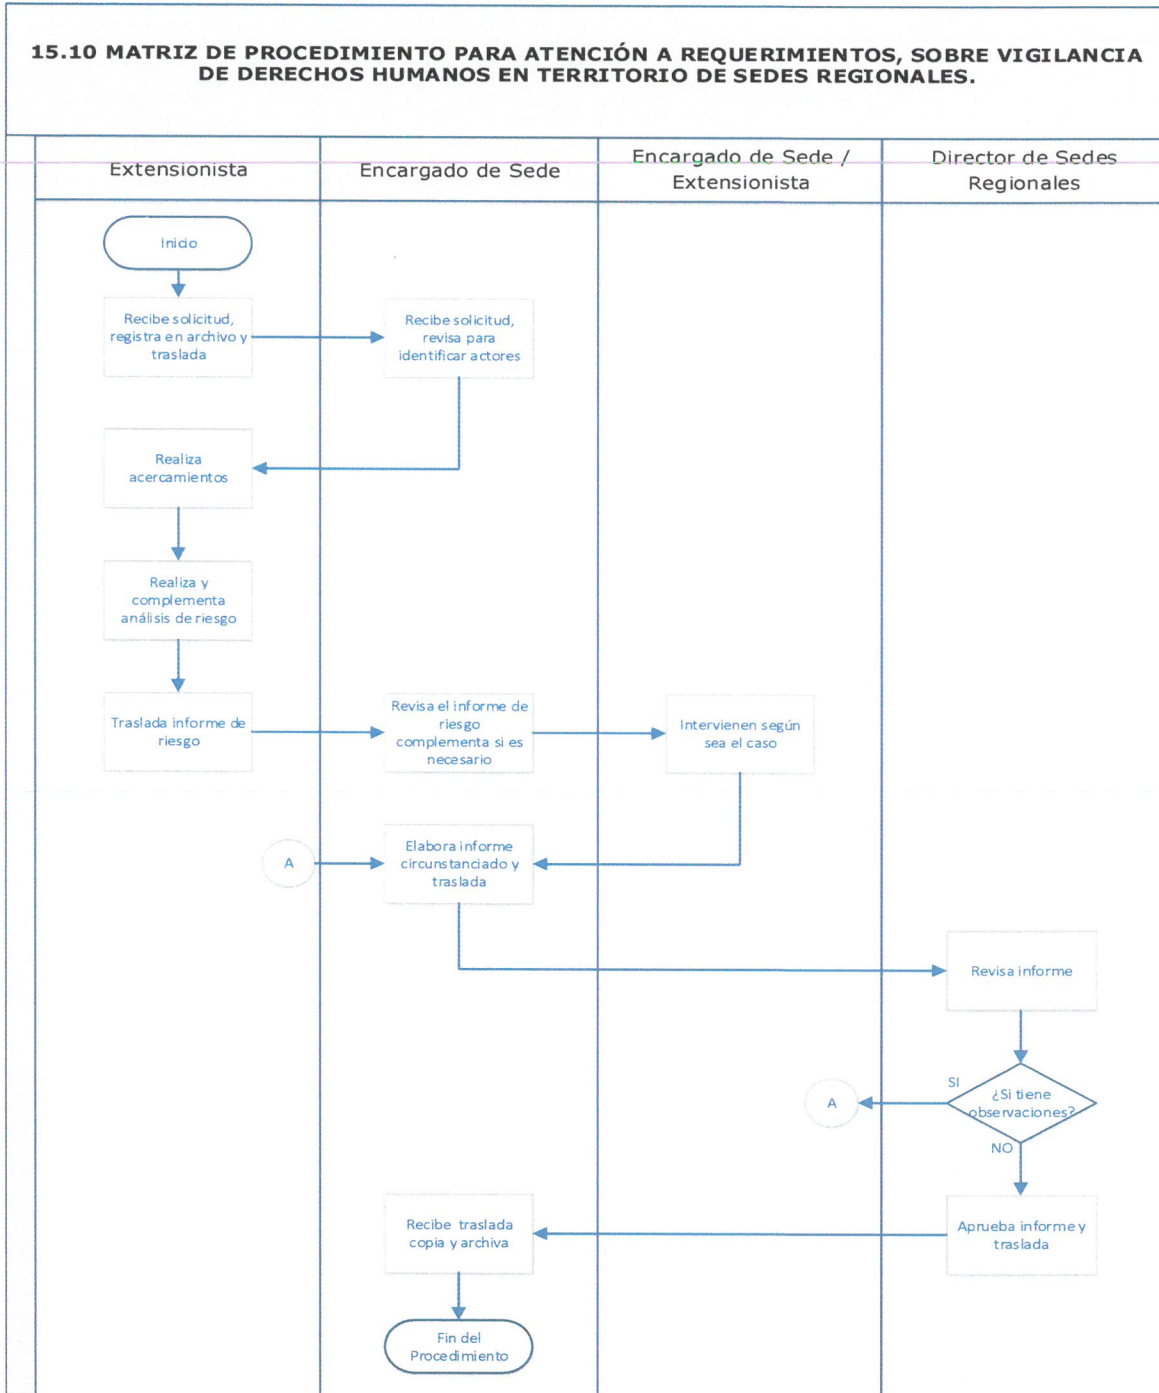 15.10 MATRIZ DE PROCEDIMIENTO PARA ATENCIÓN A REQUERIMIENTOS, SOBRE VIGILANCIA
DE DERECHOS HUMANOS EN TERRITORIO DE SEDES REGIONALES.
Extensionista
Encargado de Sede
Encargado de Sede /
Extensionista
Director de Sedes
Regionales
Inicio
Recibe solicitud,
registra en archivo y
traslada
Recibe solicitud,
revisa para
identificar actores
Realiza
acercamientos
Realiza y
complementa
análisis de riesgo
Traslada informe de
riesgo
Revisa el informe de
riesgo
complementa si es
necesario
Intervienen según
sea el caso
A
Elabora informe
circunstanciado y
traslada
Revisa informe
SI
¿Si tiene
observaciones?
A
NO
Aprueba informe y
traslada
Recibe traslada
copia y archiva
Fin del
Procedimiento